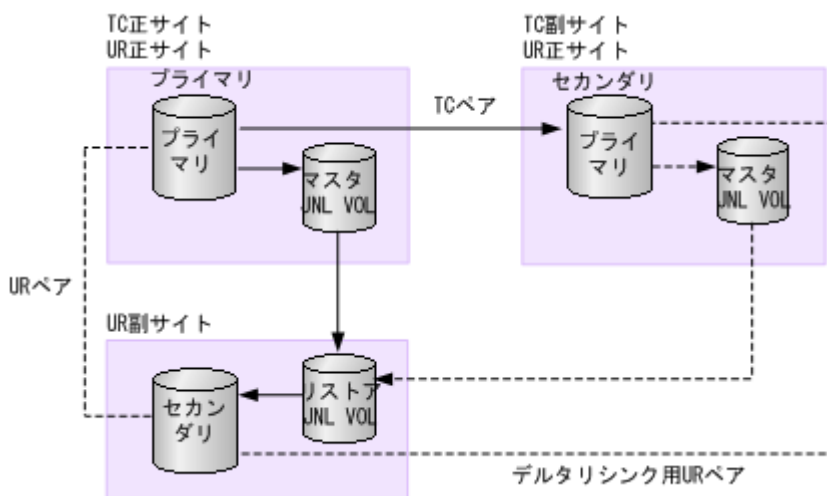 TC正サイト
UR正サイト
プライマリ
プライ
マリ
マスタ
JNL VOL
TCペア
TC副サイト
UR正サイト
セカンダリ
プライ
マリ
マスタ
JNL VOL
URペア
UR副サイト
セカン
ダリ
リストア
JNL VOL
デルタリシンク用URペア